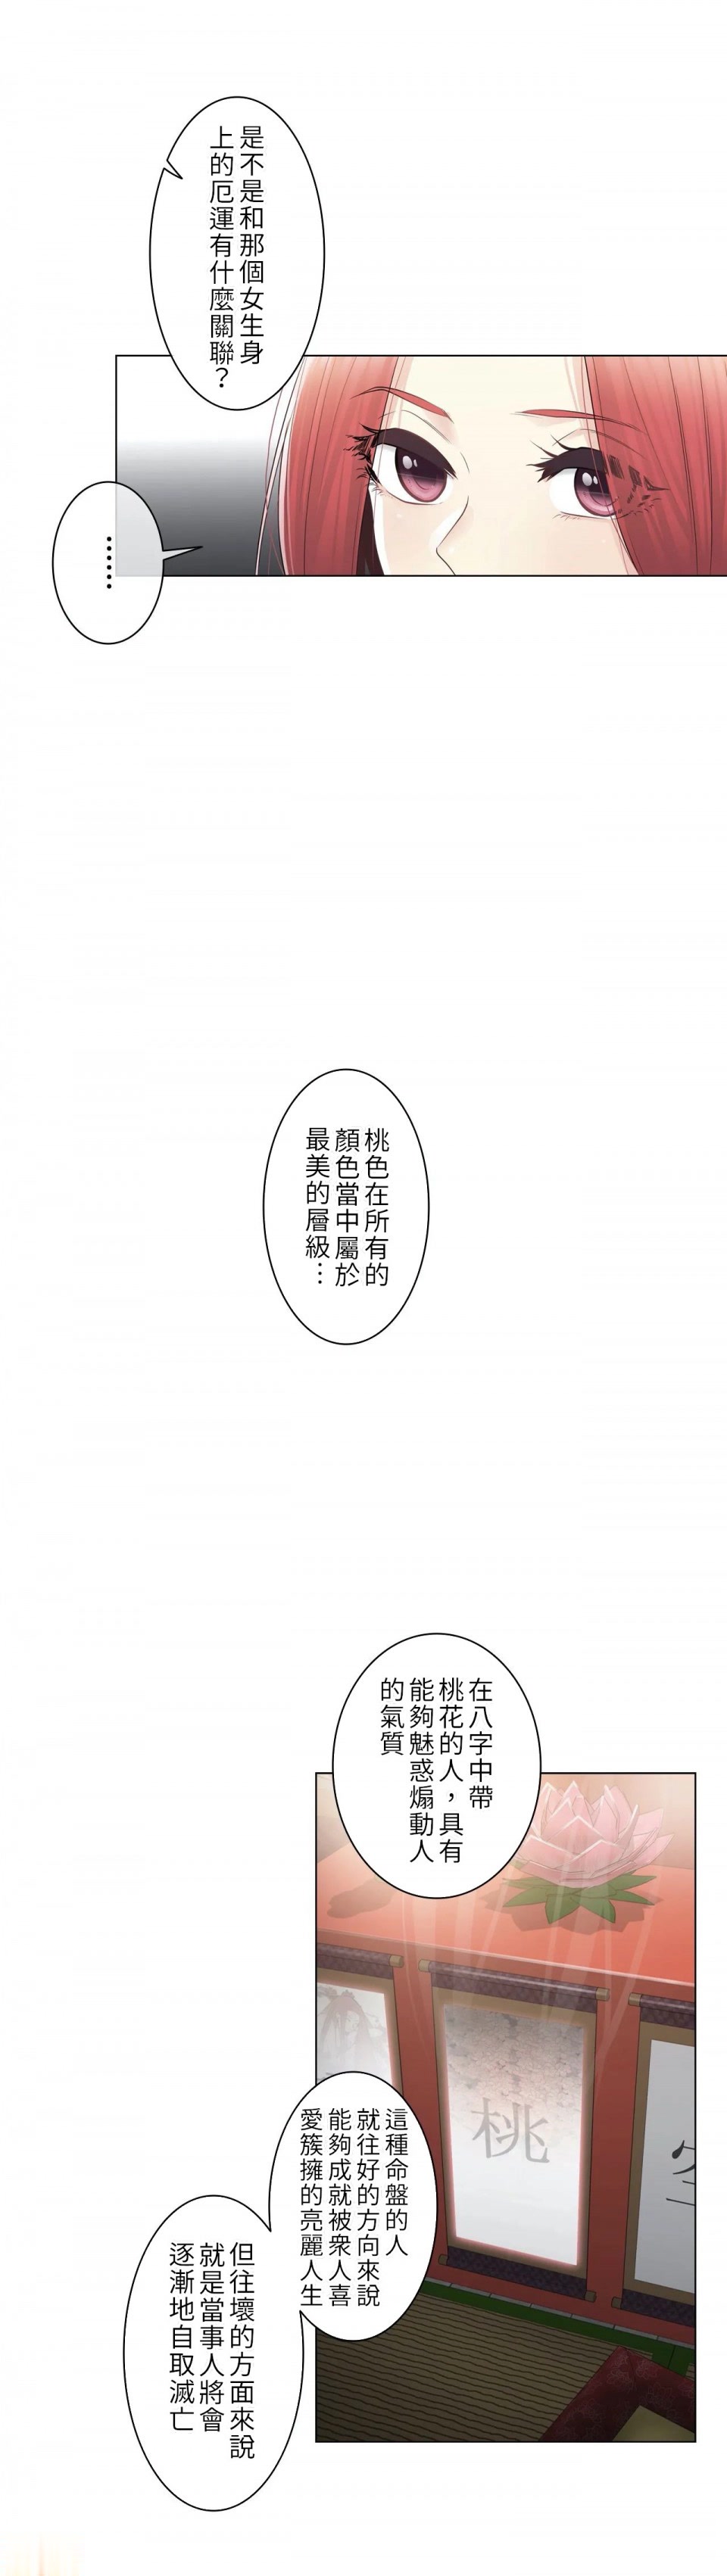 是不是和那個女生身
上的厄運有什麼關聯？
……
桃色在所有的
顏色當中屬於
最美的層級…
在八字中帶
桃花的人，具有
能夠魅惑煽動人
的氣質
桃
這種命盤的人
就往好的方向來說
能夠成就被眾人喜
愛簇擁的亮麗人生
但往壞的方面來說
就是當事人將會
逐漸地自取滅亡